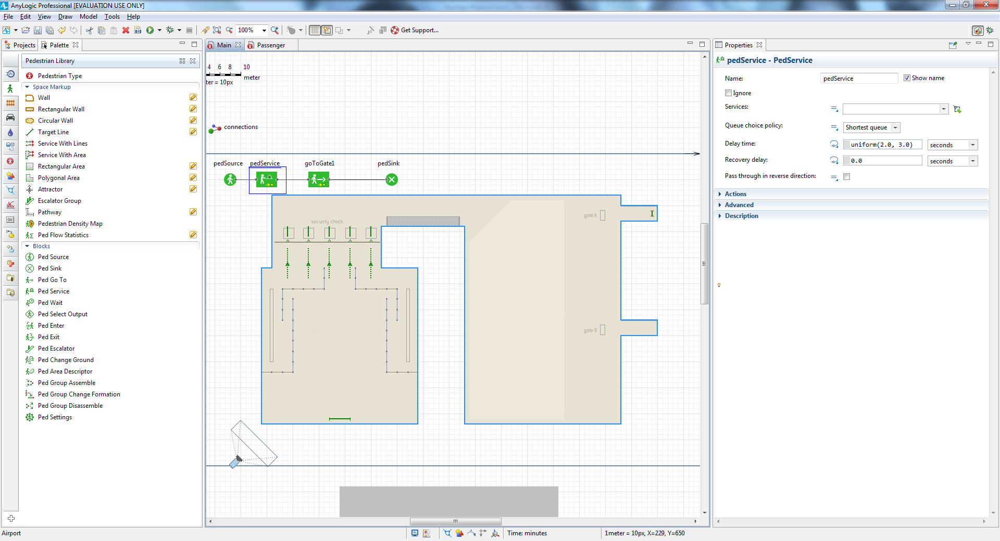 AnyLogic Professional [EVALUATION USE ONLY]
File Edit View Draw Model Tools Help
100% Get Support...
Projects Palette
Main Passenger
Properties
Pedestrian Library
Pedestrian Type
Space Markup
Wall
Rectangular Wall
Circular Wall
Target Line
Service With Lines
Service With Area
Rectangular Area
Polygonal Area
Attractor
Escalator Group
Pathway
Pedestrian Density Map
Ped Flow Statistics
Blocks
Ped Source
Ped Sink
Ped Go To
Ped Service
Ped Wait
Ped Select Output
Ped Enter
Ped Exit
Ped Escalator
Ped Change Ground
Ped Area Descriptor
Ped Group Assemble
Ped Group Change Formation
Ped Group Disassemble
Ped Settings
OK
4 6 8 10
meter
ter = 10px
connections
pedSource pedService goToGate1 pedSink
security check
gate A
gate B
pedService - PedService
Name: pedService Show name
Ignore
Services:
Queue choice policy: Shortest queue
Delay time: uniform(2.0, 3.0) seconds
Recovery delay: 0.0 seconds
Pass through in reverse direction:
Actions
Advanced
Description
Airport
Time: minutes
1meter = 10px, X=229, Y=650